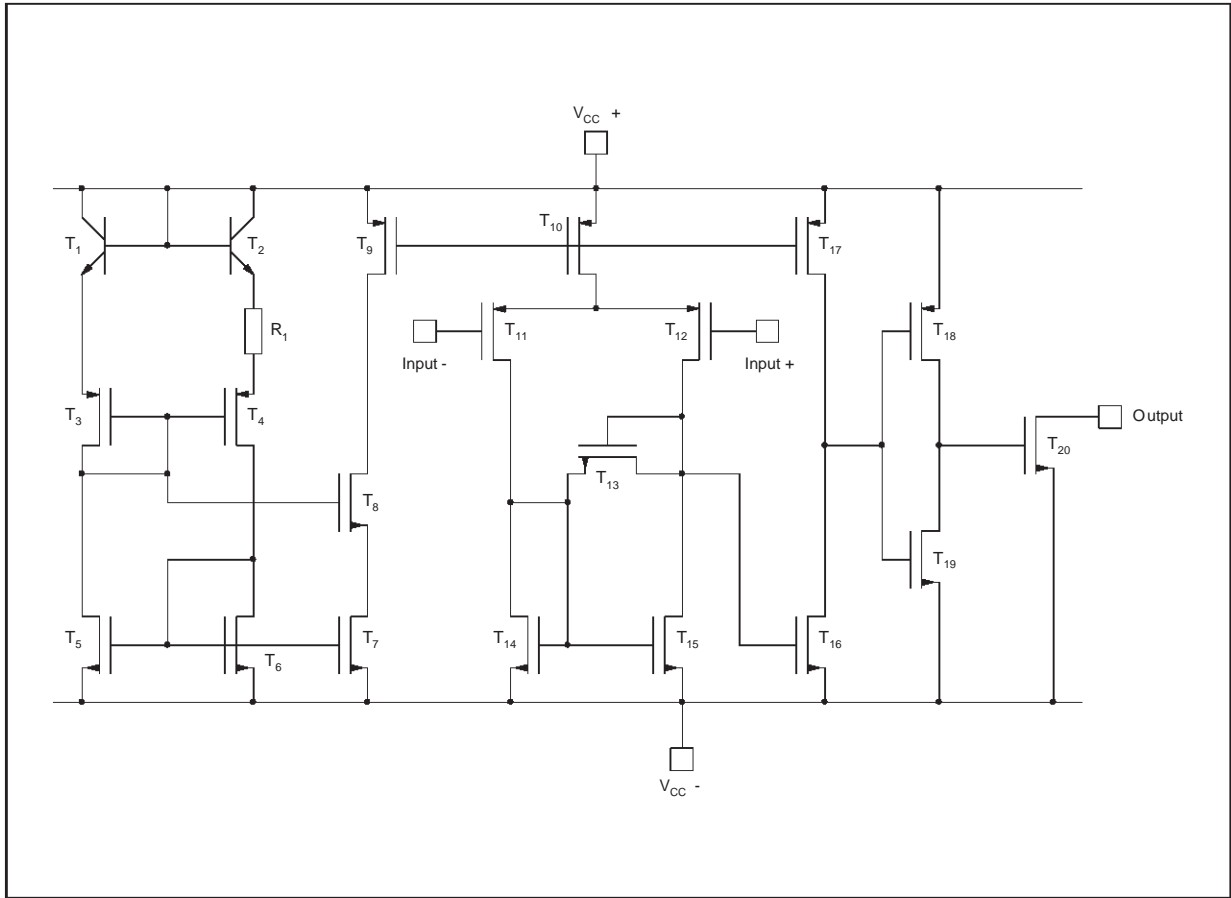 V_CC +
T_1
T_2
T_9
T_10
T_17
R_1
T_11
T_12
T_18
Input -
Input +
T_3
T_4
Output
T_20
T_8
T_13
T_19
T_5
T_6
T_7
T_14
T_15
T_16
V_CC -